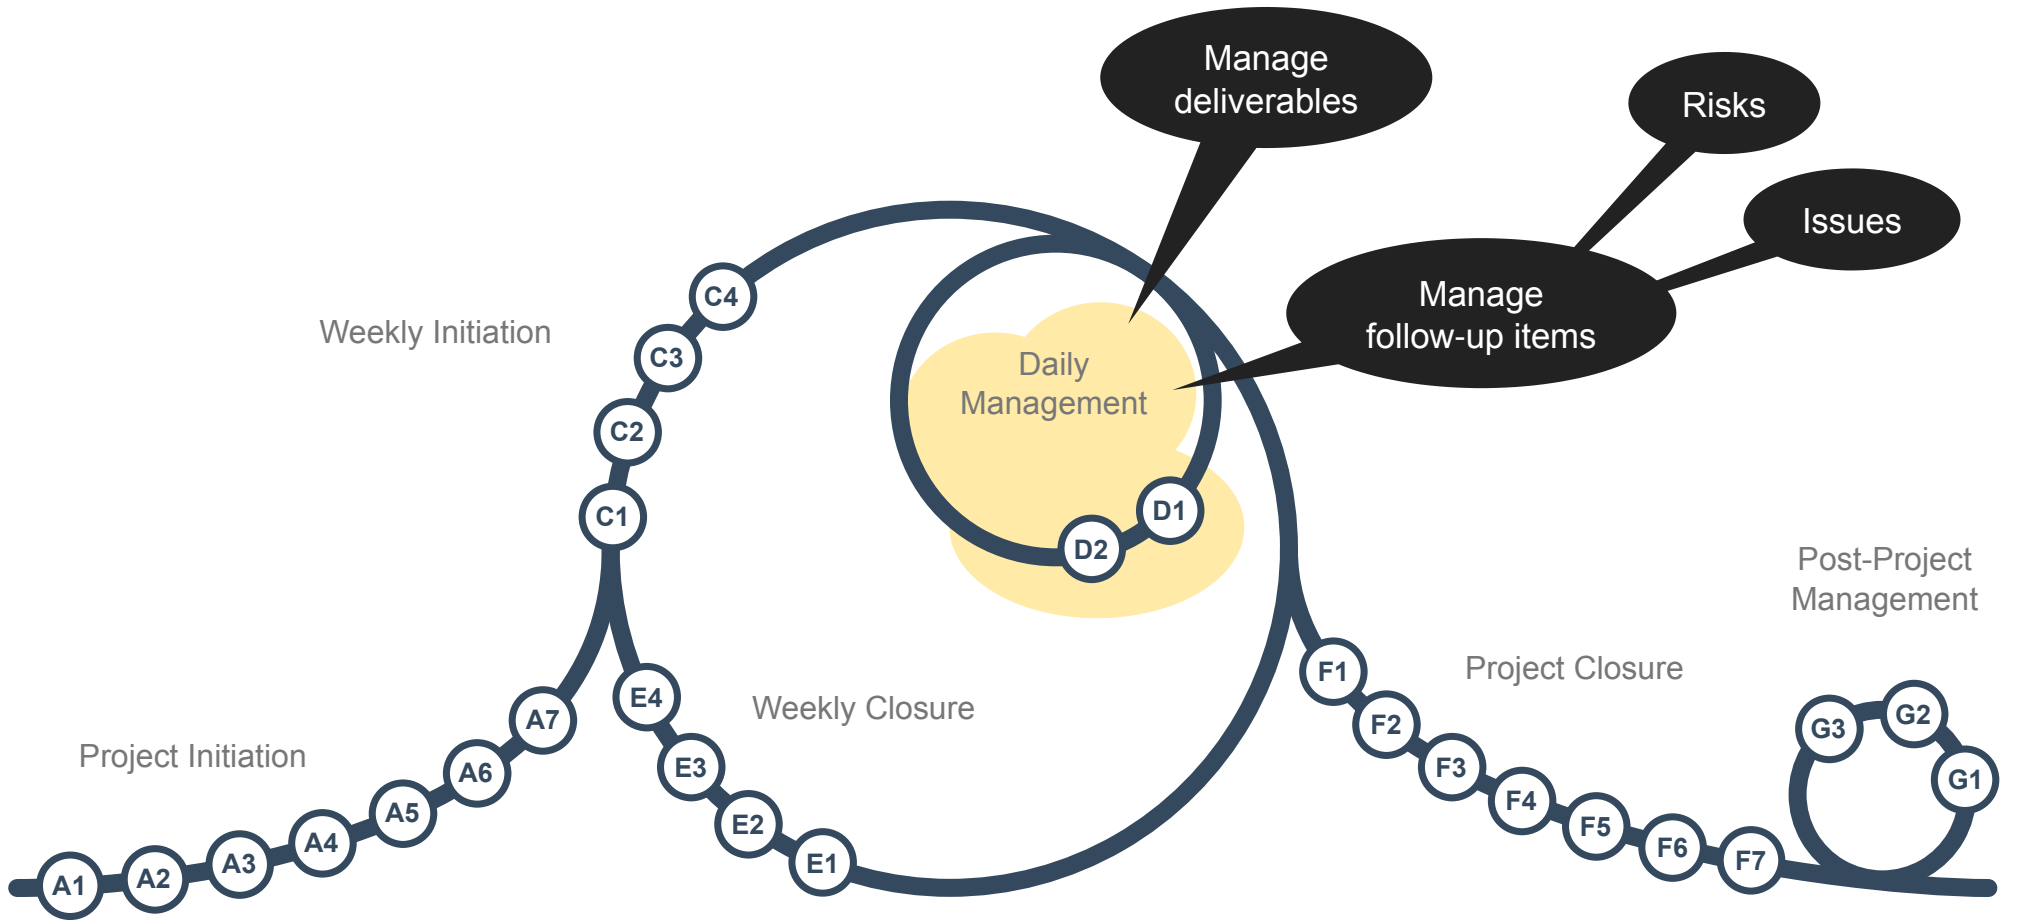 Manage
deliverables
Risks
Issues
Manage
follow-up items
Weekly Initiation
C4
C3
C2
C1
Daily
Management
D1
D2
Post-Project
Management
Project Closure
Weekly Closure
Project Initiation
A1
A2
A3
A4
A5
A6
A7
E4
E3
E2
E1
F1
F2
F3
F4
F5
F6
F7
G3
G2
G1